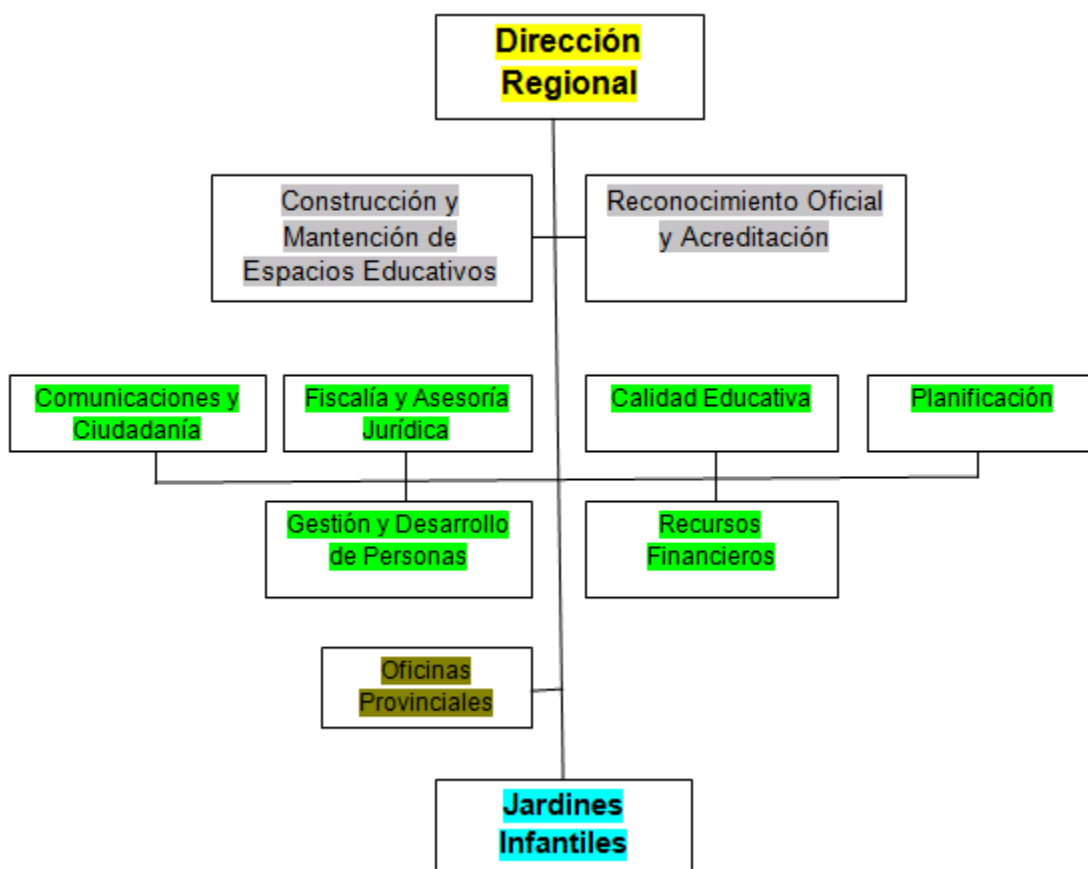 Dirección
Regional
Construcción y
Mantención de
Espacios Educativos
Reconocimiento Oficial
y Acreditación
Comunicaciones y
Ciudadanía
Fiscalía y Asesoría
Jurídica
Calidad Educativa
Planificación
Gestión y Desarrollo
de Personas
Recursos
Financieros
Oficinas
Provinciales
Jardines
Infantiles